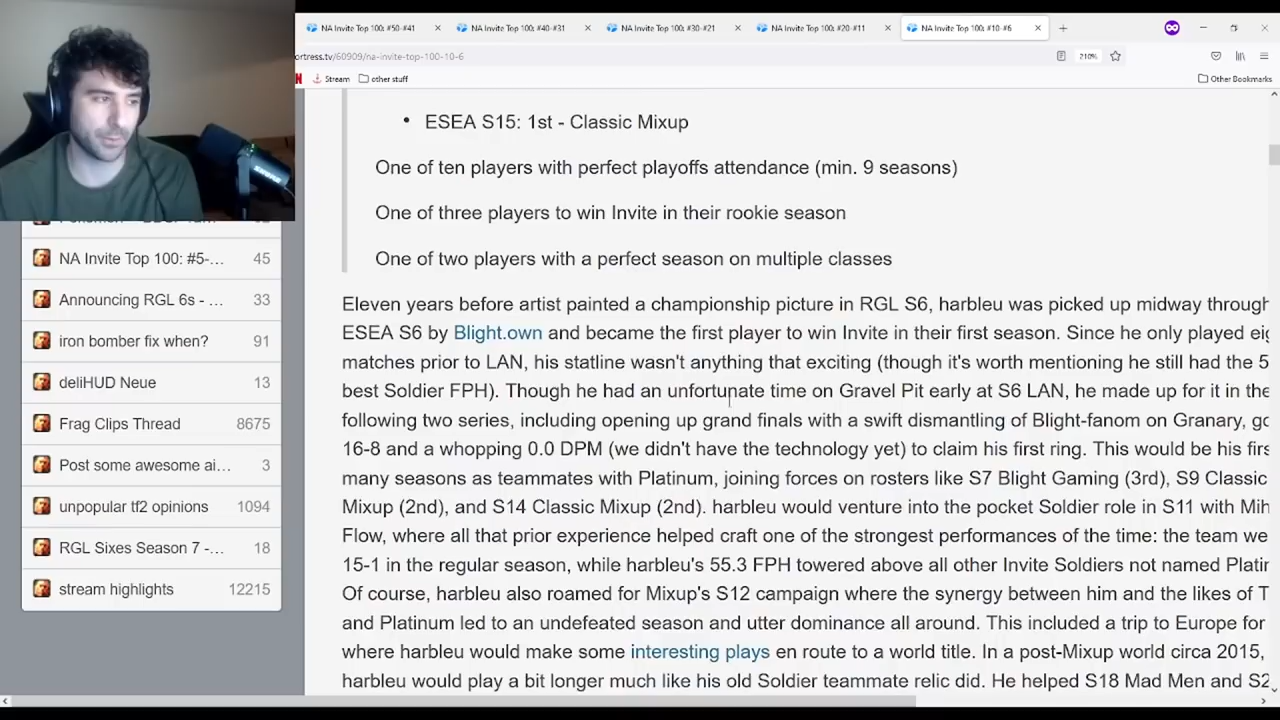 NA Invite Top 100: #50-#41
NA Invite Top 100: #40-#31
NA Invite Top 100: #30-#21
NA Invite Top 100: #20-#11
NA Invite Top 100: #10-#6
ortress.tv/60909/na-invite-top-100-10-6
210%
Stream
other stuff
Other Bookmarks
NA Invite Top 100: #5-... 45
Announcing RGL 6s - ... 33
iron bomber fix when? 91
deliHUD Neue 13
Frag Clips Thread 8675
Post some awesome ai... 3
unpopular tf2 opinions 1094
RGL Sixes Season 7 -... 18
stream highlights 12215
• ESEA S15: 1st - Classic Mixup
One of ten players with perfect playoffs attendance (min. 9 seasons)
One of three players to win Invite in their rookie season
One of two players with a perfect season on multiple classes
Eleven years before artist painted a championship picture in RGL S6, harbleu was picked up midway through
ESEA S6 by Blight.own and became the first player to win Invite in their first season. Since he only played eig
matches prior to LAN, his statline wasn't anything that exciting (though it's worth mentioning he still had the 5
best Soldier FPH). Though he had an unfortunate time on Gravel Pit early at S6 LAN, he made up for it in the
following two series, including opening up grand finals with a swift dismantling of Blight-fanom on Granary, go
16-8 and a whopping 0.0 DPM (we didn't have the technology yet) to claim his first ring. This would be his firs
many seasons as teammates with Platinum, joining forces on rosters like S7 Blight Gaming (3rd), S9 Classic
Mixup (2nd), and S14 Classic Mixup (2nd). harbleu would venture into the pocket Soldier role in S11 with Mih
Flow, where all that prior experience helped craft one of the strongest performances of the time: the team we
15-1 in the regular season, while harbleu's 55.3 FPH towered above all other Invite Soldiers not named Platin
Of course, harbleu also roamed for Mixup's S12 campaign where the synergy between him and the likes of T
and Platinum led to an undefeated season and utter dominance all around. This included a trip to Europe for
where harbleu would make some interesting plays en route to a world title. In a post-Mixup world circa 2015,
harbleu would play a bit longer much like his old Soldier teammate relic did. He helped S18 Mad Men and S2